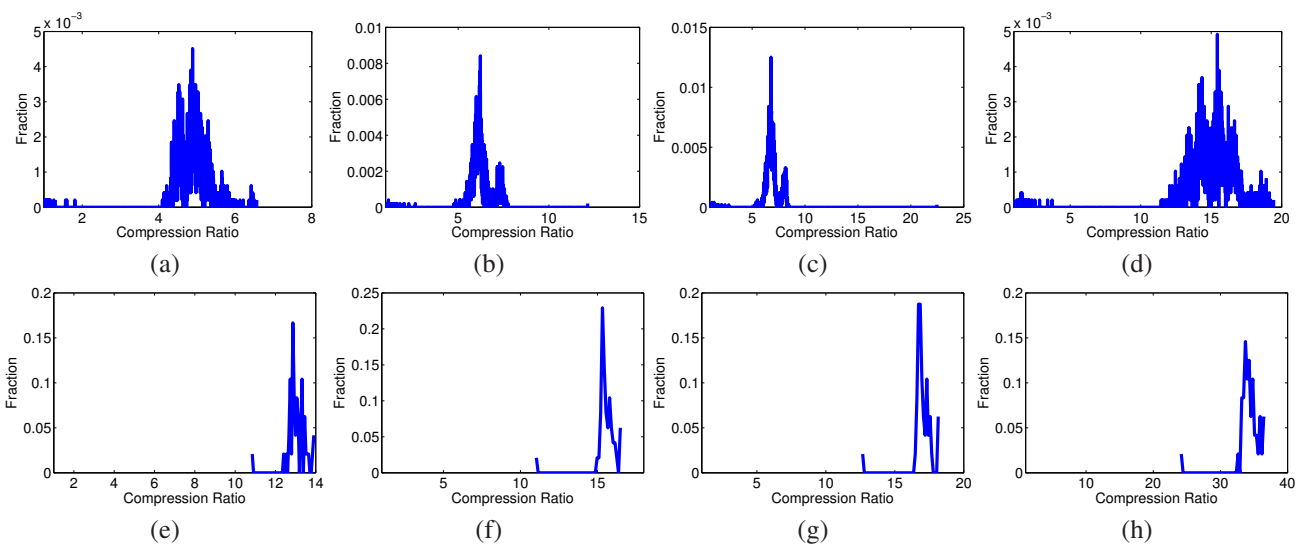 x 10⁻³
5
4
3
2
1
0
Fraction
2 4 6 8
Compression Ratio
(a)
0.01
0.008
0.006
0.004
0.002
0
Fraction
5 10 15
Compression Ratio
(b)
0.015
0.01
0.005
0
Fraction
5 10 15 20 25
Compression Ratio
(c)
x 10⁻³
5
4
3
2
1
0
Fraction
5 10 15 20
Compression Ratio
(d)
0.2
0.15
0.1
0.05
0
Fraction
2 4 6 8 10 12 14
Compression Ratio
(e)
0.25
0.2
0.15
0.1
0.05
0
Fraction
5 10 15
Compression Ratio
(f)
0.2
0.15
0.1
0.05
0
Fraction
5 10 15 20
Compression Ratio
(g)
0.2
0.15
0.1
0.05
0
Fraction
10 20 30 40
Compression Ratio
(h)